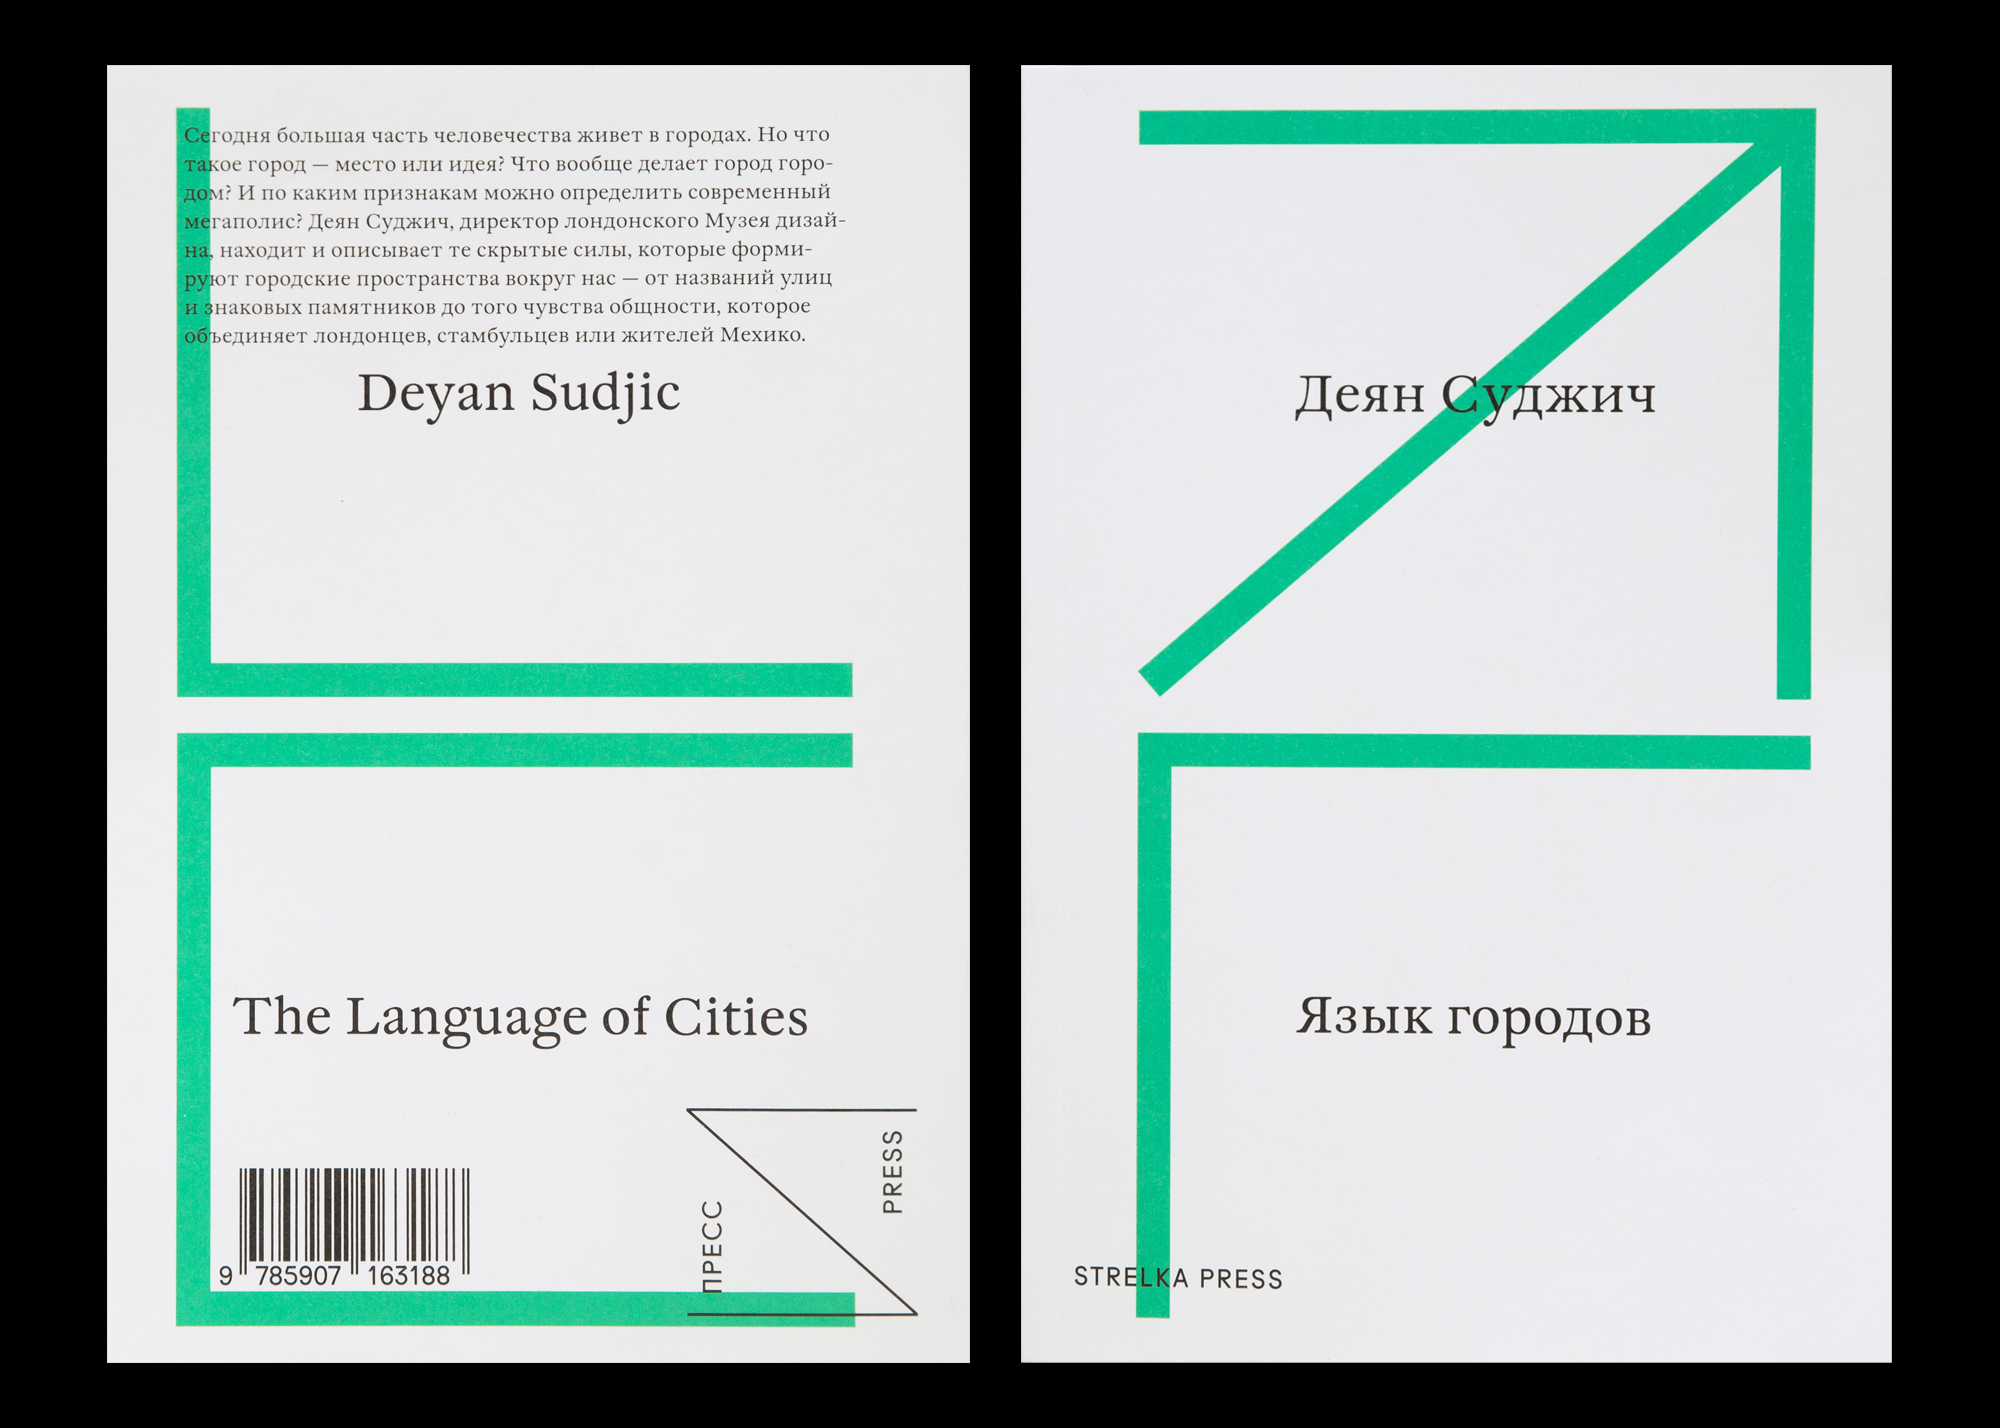 Сегодня большая часть человечества живет в городах. Но что
такое город — место или идея? Что вообще делает город горо-
дом? И по каким признакам можно определить современный
мегаполис? Деян Суджич, директор лондонского Музея дизай-
на, находит и описывает те скрытые силы, которые форми-
руют городские пространства вокруг нас — от названий улиц
и знаковых памятников до того чувства общности, которое
объединяет лондонцев, стамбульцев или жителей Мехико.
Deyan Sudjic
The Language of Cities
9 785907 163188
ПРЕСС
PRESS
Деян Суджич
Язык городов
STRELKA PRESS